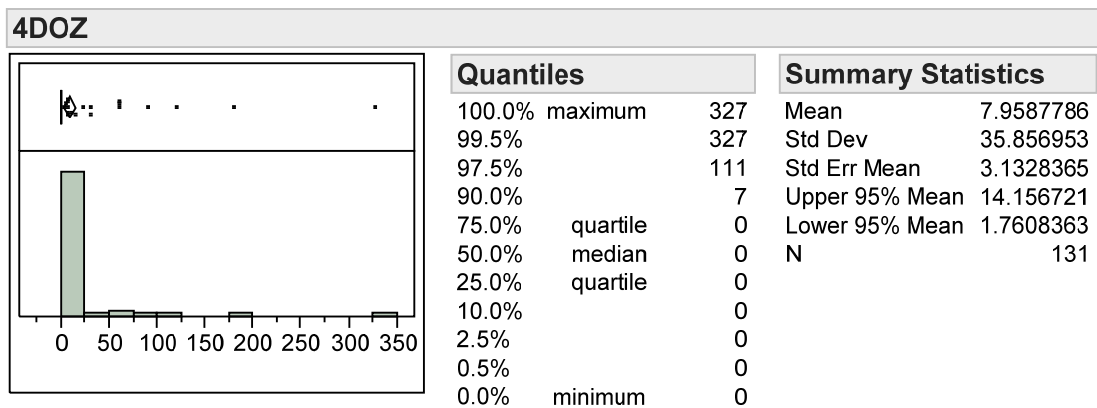 4DOZ
0 50 100 150 200 250 300 350
Quantiles
100.0% maximum 327
99.5% 327
97.5% 111
90.0% 7
75.0% quartile 0
50.0% median 0
25.0% quartile 0
10.0% 0
2.5% 0
0.5% 0
0.0% minimum 0
Summary Statistics
Mean 7.9587786
Std Dev 35.856953
Std Err Mean 3.1328365
Upper 95% Mean 14.156721
Lower 95% Mean 1.7608363
N 131